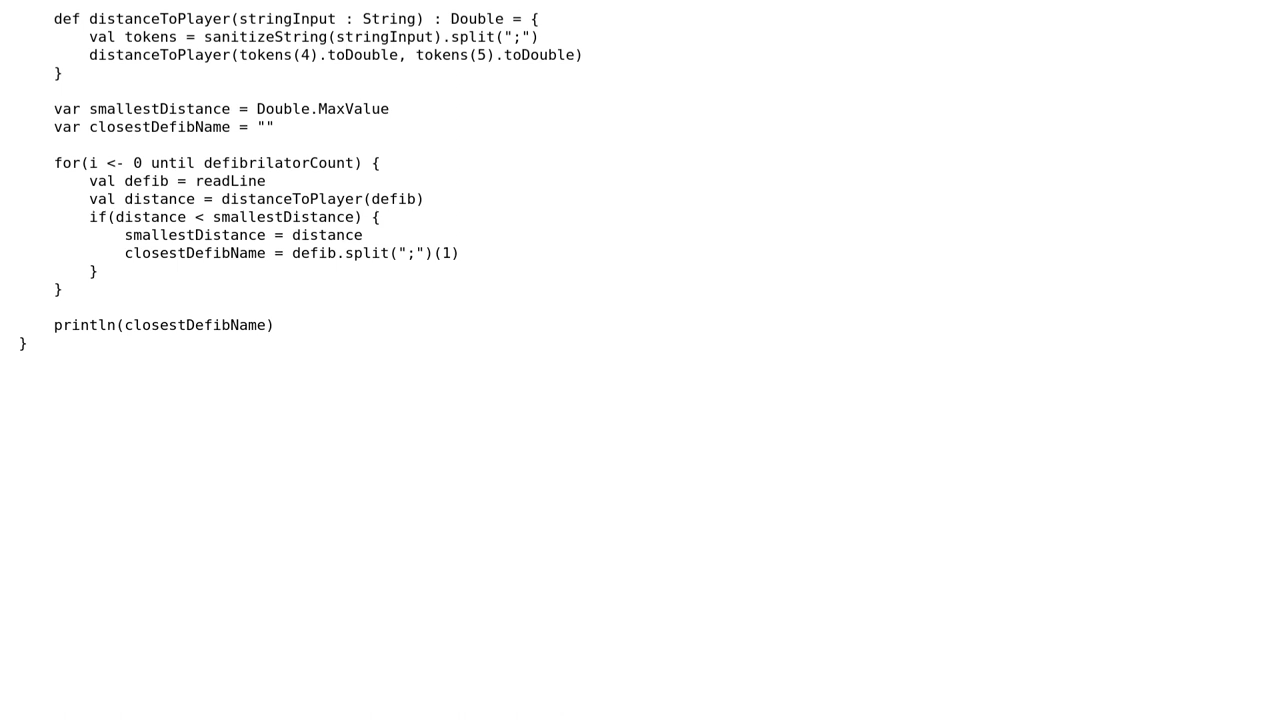 def distanceToPlayer(stringInput : String) : Double = {
        val tokens = sanitizeString(stringInput).split(";")
        distanceToPlayer(tokens(4).toDouble, tokens(5).toDouble)
    }

    var smallestDistance = Double.MaxValue
    var closestDefibName = ""

    for(i <- 0 until defibrilatorCount) {
        val defib = readLine
        val distance = distanceToPlayer(defib)
        if(distance < smallestDistance) {
            smallestDistance = distance
            closestDefibName = defib.split(";")(1)
        }
    }

    println(closestDefibName)
}